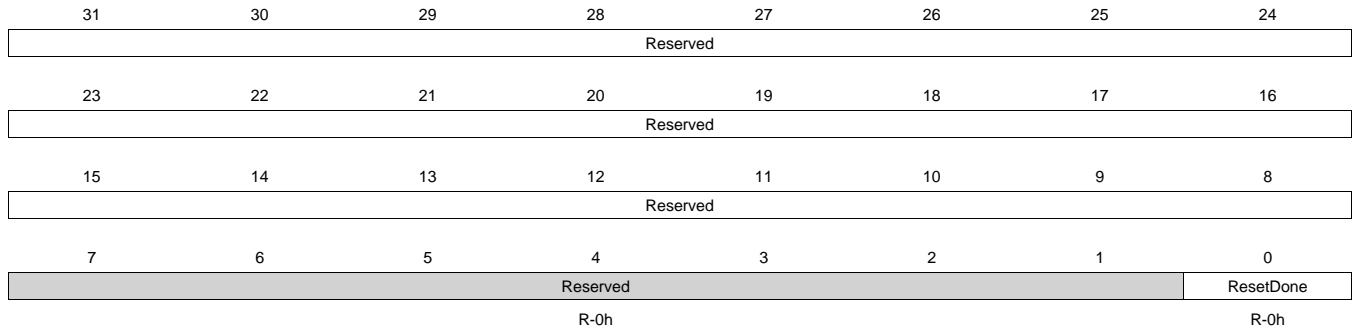 31 30 29 28 27 26 25 24
Reserved
23 22 21 20 19 18 17 16
Reserved
15 14 13 12 11 10 9 8
Reserved
7 6 5 4 3 2 1 0
Reserved ResetDone
R-0h R-0h